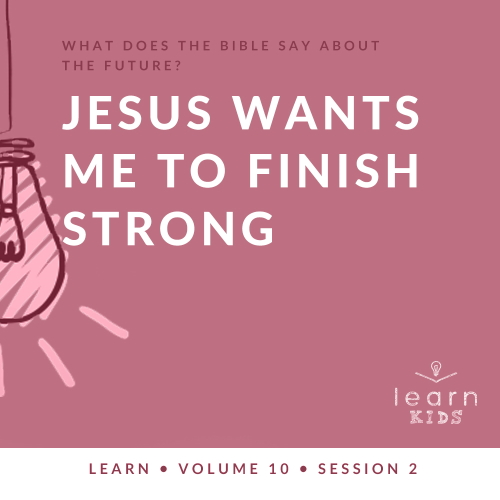 WHAT DOES THE BIBLE SAY ABOUT
THE FUTURE?
JESUS WANTS
ME TO FINISH
STRONG
learn
KIDS
LEARN • VOLUME 10 • SESSION 2